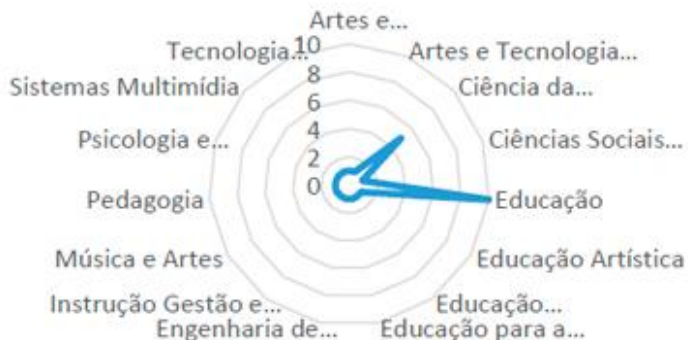 Artes e...
10
Tecnologia...
Artes e Tecnologia...
8
Sistemas Multimídia
Ciência da...
6
4
Psicologia e...
Ciências Sociais...
2
0
Pedagogia
Educação
Música e Artes
Educação Artística
Instrução Gestão e...
Educação...
Engenharia de...
Educação para a...